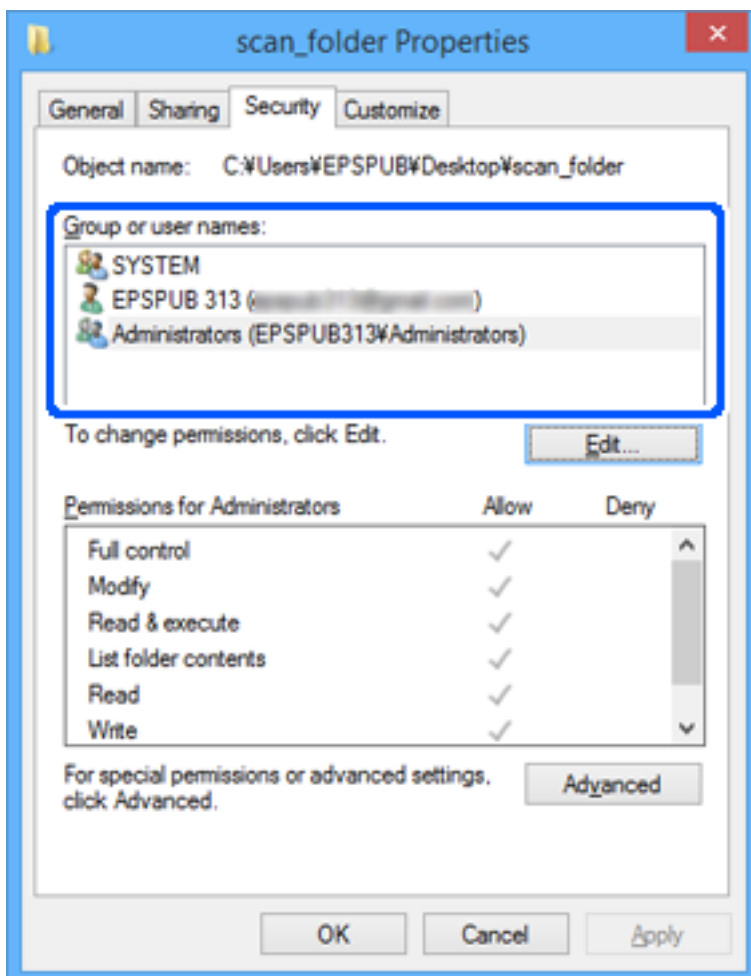 scan_folder Properties
General Sharing Security Customize
Object name: C:¥Users¥EPSPUB¥Desktop¥scan_folder
Group or user names:
SYSTEM
EPSPUB 313 ( )
Administrators (EPSPUB313¥Administrators)
To change permissions, click Edit.
Edit...
Permissions for Administrators Allow Deny
Full control
Modify
Read & execute
List folder contents
Read
Write
For special permissions or advanced settings,
click Advanced.
Advanced
OK Cancel Apply